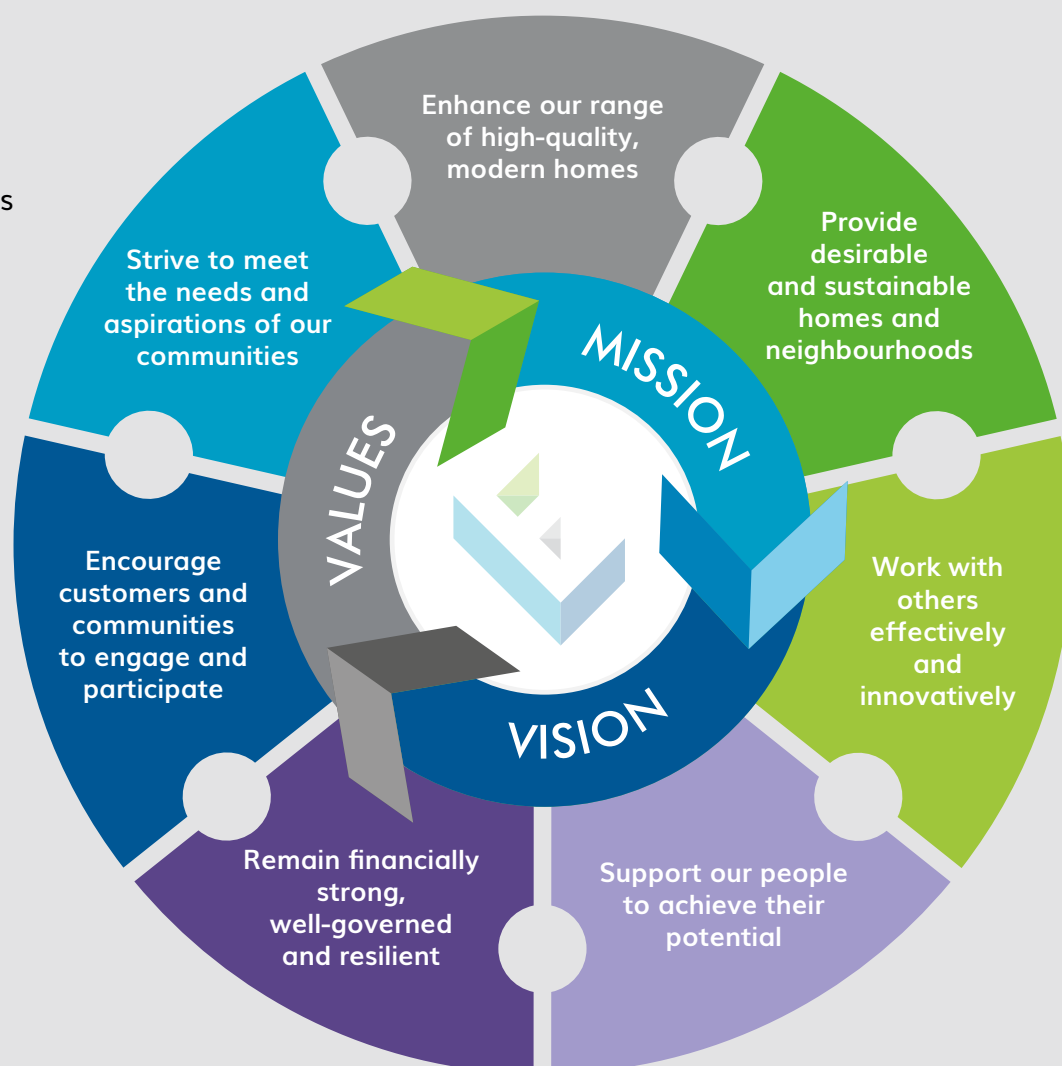 Enhance our range
of high-quality,
modern homes
Provide
desirable
and sustainable
homes and
neighbourhoods
Work with
others
effectively
and
innovatively
Support our people
to achieve their
potential
Remain financially
strong,
well-governed
and resilient
Encourage
customers and
communities
to engage and
participate
Strive to meet
the needs and
aspirations of our
communities
MISSION
VISION
VALUES
s